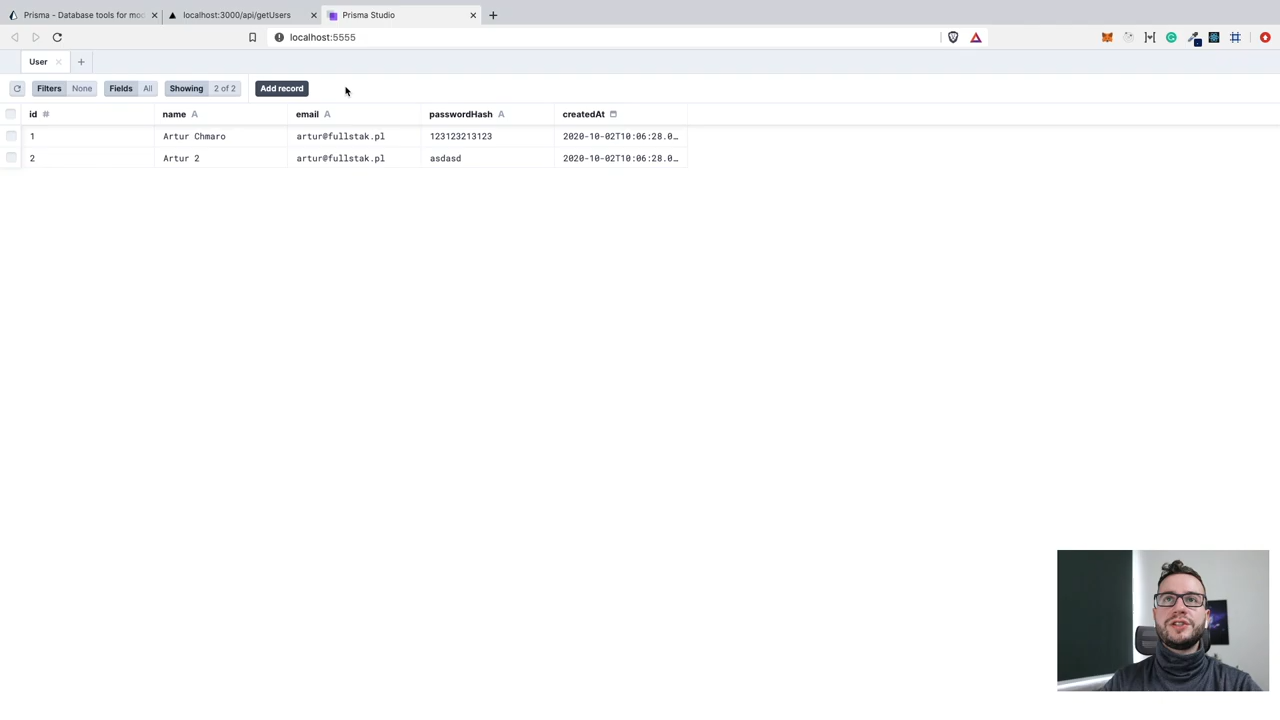 Prisma - Database tools for mod
localhost:3000/api/getUsers
Prisma Studio
localhost:5555
User
Filters None Fields All Showing 2 of 2 Add record
id # name A email A passwordHash A createdAt
1 Artur Chmaro artur@fullstak.pl 123123213123 2020-10-02T10:06:28.0…
2 Artur 2 artur@fullstak.pl asdasd 2020-10-02T10:06:28.0…